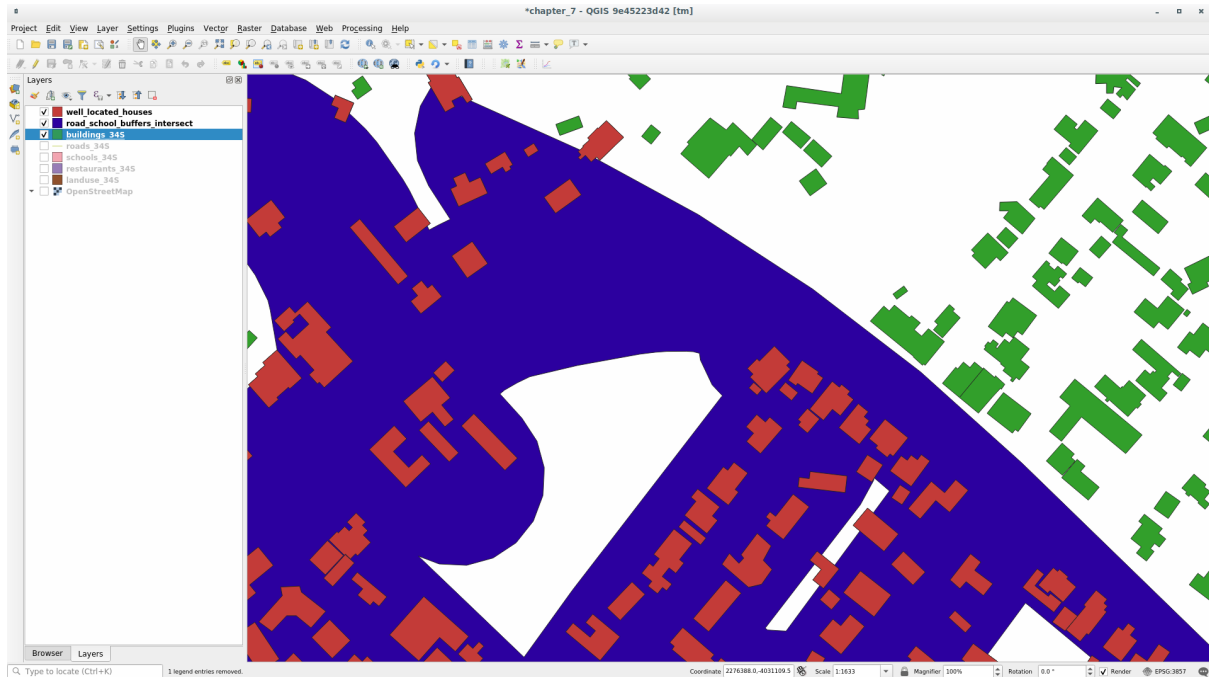 *chapter_7 - QGIS 9e45223d42 [tm]
Project Edit View Layer Settings Plugins Vector Raster Database Web Processing Help
Layers
well_located_houses
road_school_buffers_intersect
buildings_34S
roads_34S
schools_34S
restaurants_34S
landuse_34S
OpenStreetMap
Browser Layers
Type to locate (Ctrl+K) 1 legend entries removed. Coordinate 2276388.0,-4031109.5 Scale 1:1633 Magnifier 100% Rotation 0.0 ° Render EPSG:3857